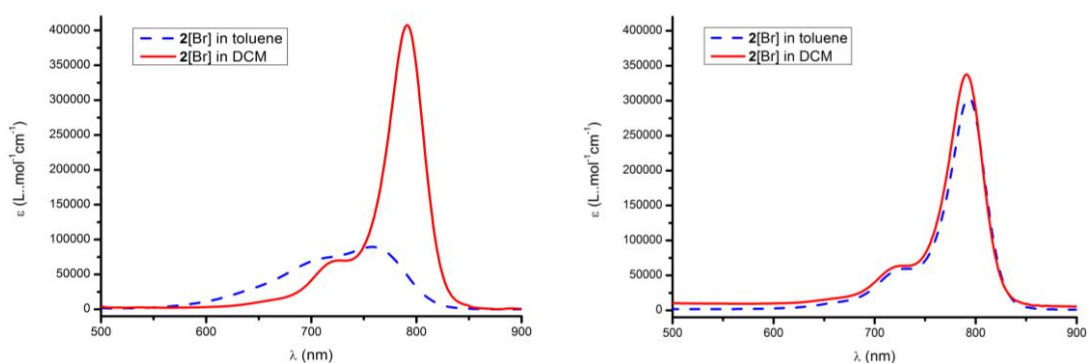 400000
350000
300000
250000
200000
150000
100000
50000
0
ε (L..mol⁻¹cm⁻¹)
2[Br] in toluene
2[Br] in DCM
500 600 700 800 900
λ (nm)
400000
350000
300000
250000
200000
150000
100000
50000
0
ε (L..mol⁻¹cm⁻¹)
2[Br] in toluene
2[Br] in DCM
500 600 700 800 900
λ (nm)